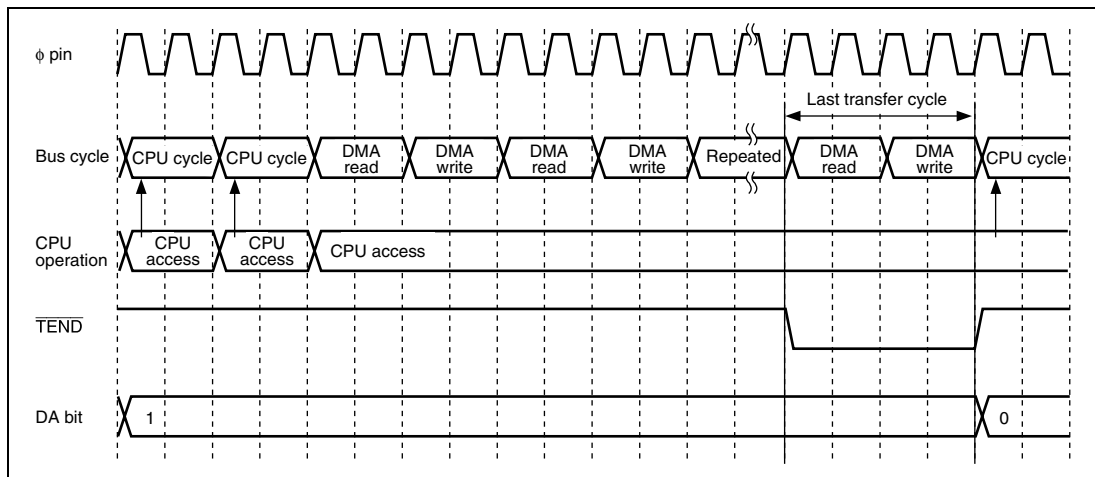 φ pin
Last transfer cycle
Bus cycle
CPU cycle
CPU cycle
DMA
read
DMA
write
DMA
read
DMA
write
Repeated
DMA
read
DMA
write
CPU cycle
CPU
operation
CPU
access
CPU
access
CPU access
TEND
DA bit
1
0